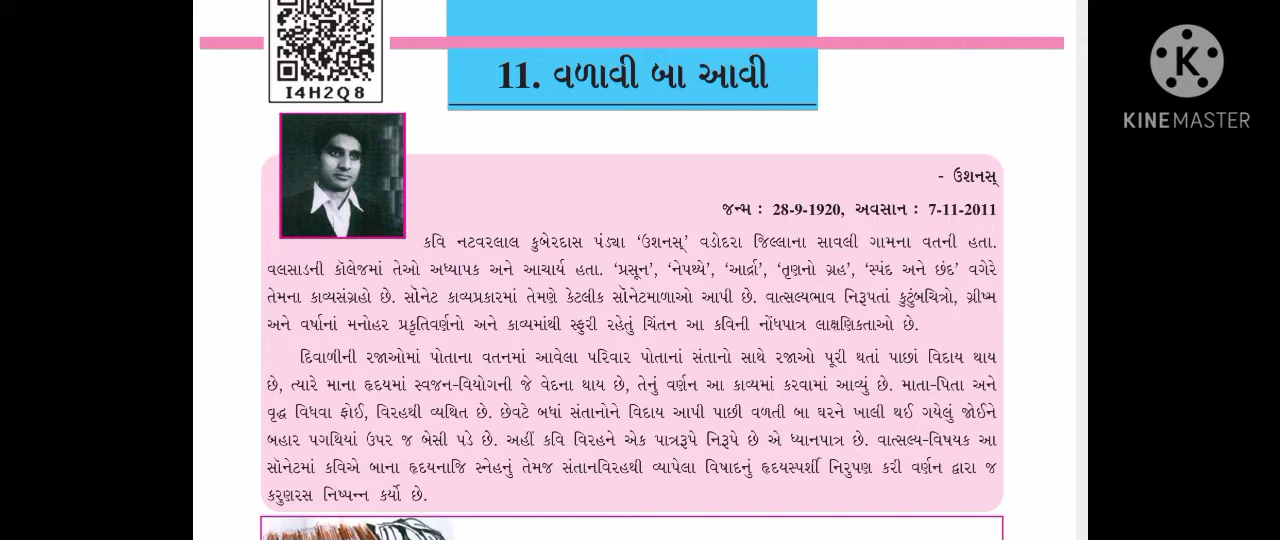 I4H2Q8
11. વળાવી બા આવી
K
KINEMASTER
- ઉશનસ્
જન્મ : 28-9-1920, અવસાન : 7-11-2011
કવિ નટવરલાલ કુબેરદાસ પંડ્યા ‘ઉશનસ્’ વડોદરા જિલ્લાના સાવલી ગામના વતની હતા.
વલસાડની કૉલેજમાં તેઓ અધ્યાપક અને આચાર્ય હતા. ‘પ્રસૂન’, ‘નેપથ્યે’, ‘આર્દ્રા’, ‘તૃણનો ગ્રહ’, ‘સ્પંદ અને છંદ’ વગેરે
તેમના કાવ્યસંગ્રહો છે. સૉનેટ કાવ્યપ્રકારમાં તેમણે કેટલીક સૉનેટમાળાઓ આપી છે. વાત્સલ્યભાવ નિરૂપતાં કુટુંબચિત્રો, ગ્રીષ્મ
અને વર્ષાનાં મનોહર પ્રકૃતિવર્ણનો અને કાવ્યમાંથી સ્ફુરી રહેતું ચિંતન આ કવિની નોંધપાત્ર લાક્ષણિકતાઓ છે.
દિવાળીની રજાઓમાં પોતાના વતનમાં આવેલા પરિવાર પોતાનાં સંતાનો સાથે રજાઓ પૂરી થતાં પાછાં વિદાય થાય
છે, ત્યારે માના હૃદયમાં સ્વજન-વિયોગની જે વેદના થાય છે, તેનું વર્ણન આ કાવ્યમાં કરવામાં આવ્યું છે. માતા-પિતા અને
વૃદ્ધ વિધવા ફોઈ, વિરહથી વ્યથિત છે. છેવટે બધાં સંતાનોને વિદાય આપી પાછી વળતી બા ઘરને ખાલી થઈ ગયેલું જોઈને
બહાર પગથિયાં ઉપર જ બેસી પડે છે. અહીં કવિ વિરહને એક પાત્રરૂપે નિરૂપે છે એ ધ્યાનપાત્ર છે. વાત્સલ્ય-વિષયક આ
સૉનેટમાં કવિએ બાના હૃદયનાજિ સ્નેહનું તેમજ સંતાનવિરહથી વ્યાપેલા વિષાદનું હૃદયસ્પર્શી નિરુપણ કરી વર્ણન દ્વારા જ
કરુણરસ નિષ્પન્ન કર્યો છે.